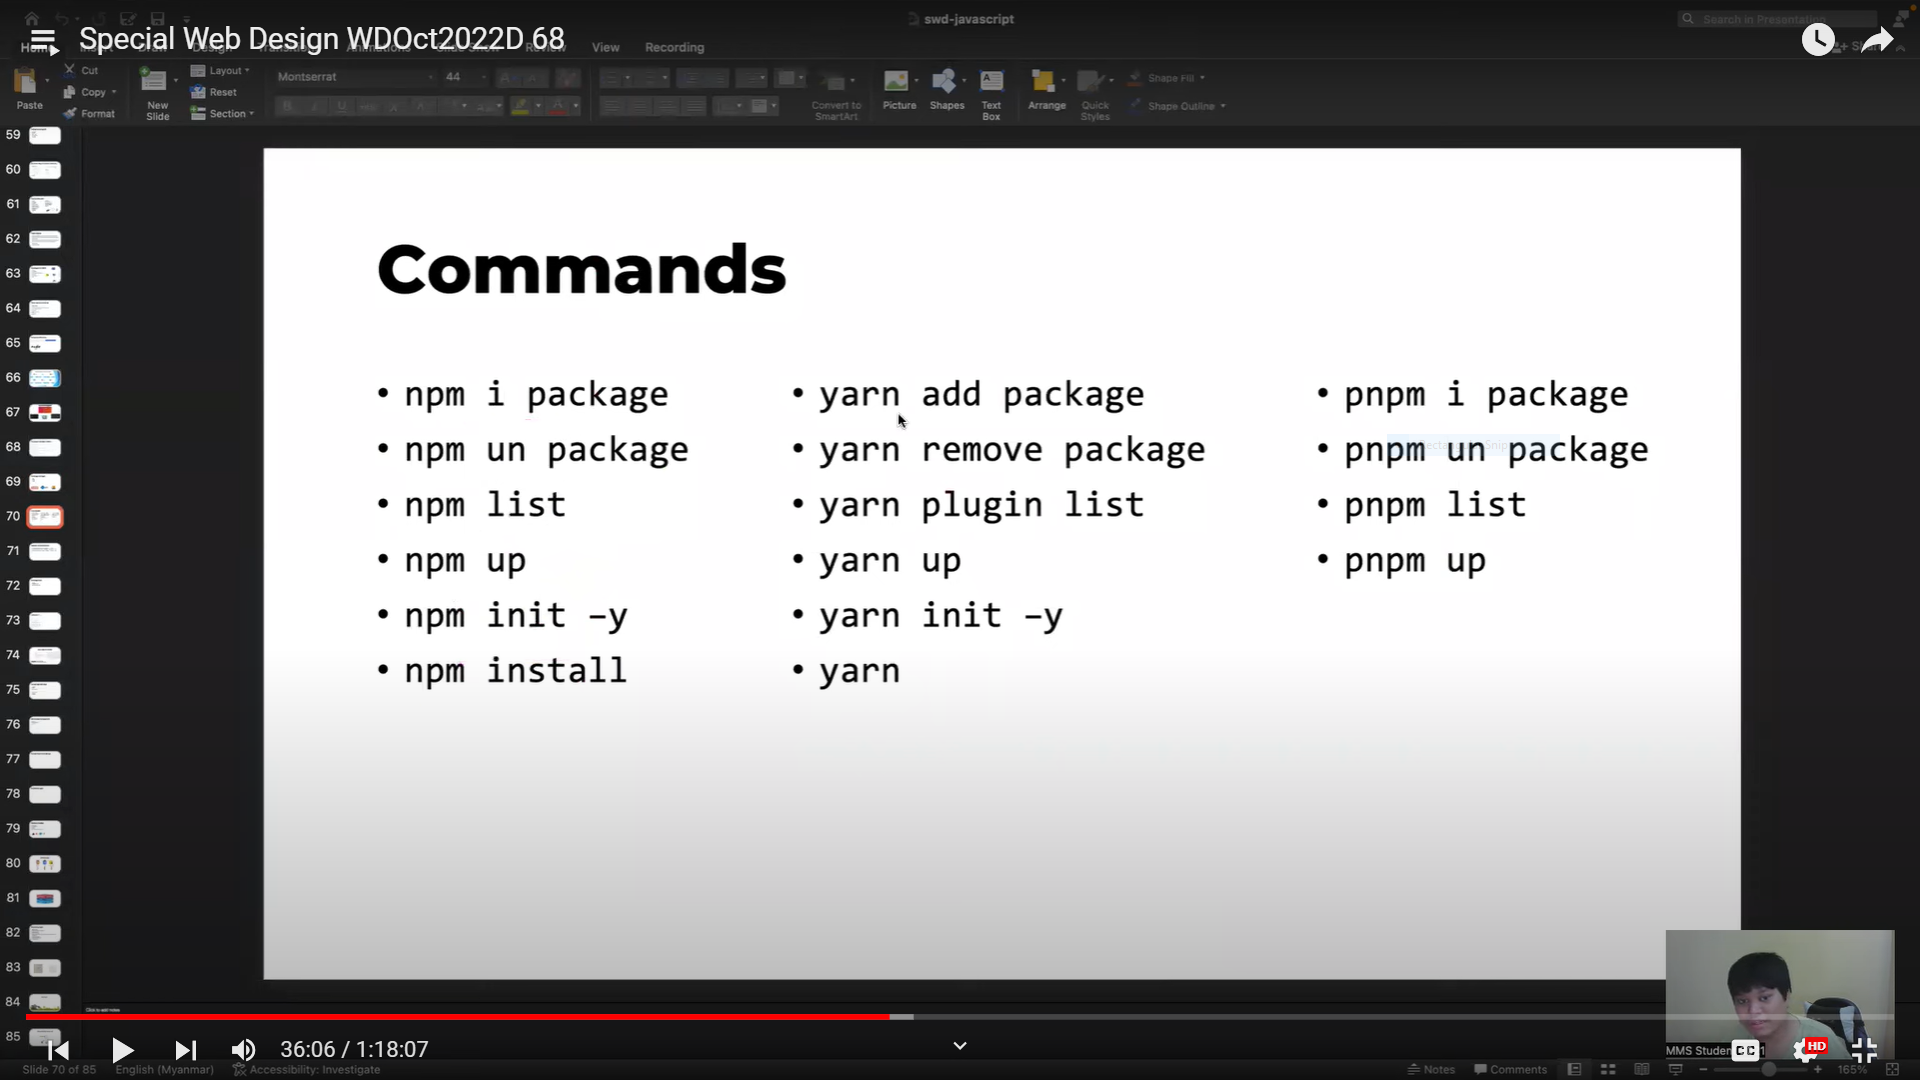 swd-javascript
Search in Presentation
Special Web Design WDOct2022D 68
View
Recording
Cut
Copy
Format
Paste
New
Slide
Layout
Reset
Section
Montserrat
44
Convert to
SmartArt
Picture
Shapes
Text
Box
Arrange
Quick
Styles
Shape Fill
Shape Outline
59
60
61
62
63
64
65
66
67
68
69
70
71
72
73
74
75
76
77
78
79
80
81
82
83
84
85
Commands
• npm i package
• npm un package
• npm list
• npm up
• npm init –y
• npm install
• yarn add package
• yarn remove package
• yarn plugin list
• yarn up
• yarn init –y
• yarn
• pnpm i package
• pnpm un package
• pnpm list
• pnpm up
Click to add notes
36:06 / 1:18:07
MMS Studen
CC
HD
Slide 70 of 85
English (Myanmar)
Accessibility: Investigate
Notes
Comments
165%